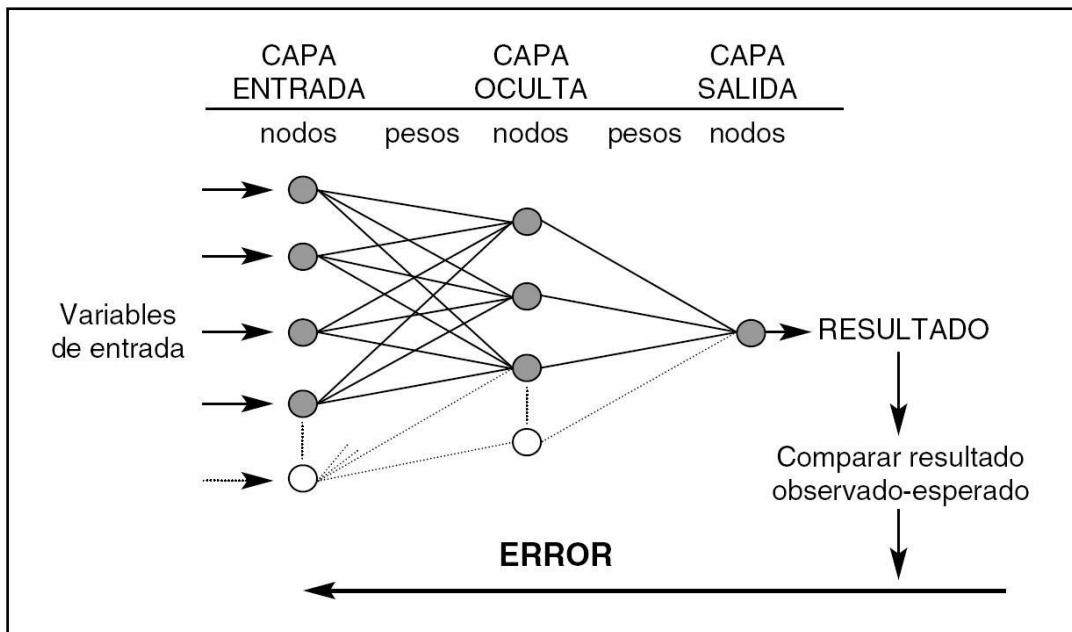 CAPA CAPA CAPA
ENTRADA OCULTA SALIDA
nodos pesos nodos pesos nodos
Variables
de entrada
RESULTADO
Comparar resultado
observado-esperado
ERROR